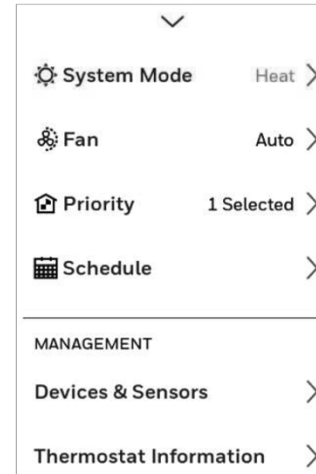 System Mode Heat
Fan Auto
Priority 1 Selected
Schedule
MANAGEMENT
Devices & Sensors
Thermostat Information